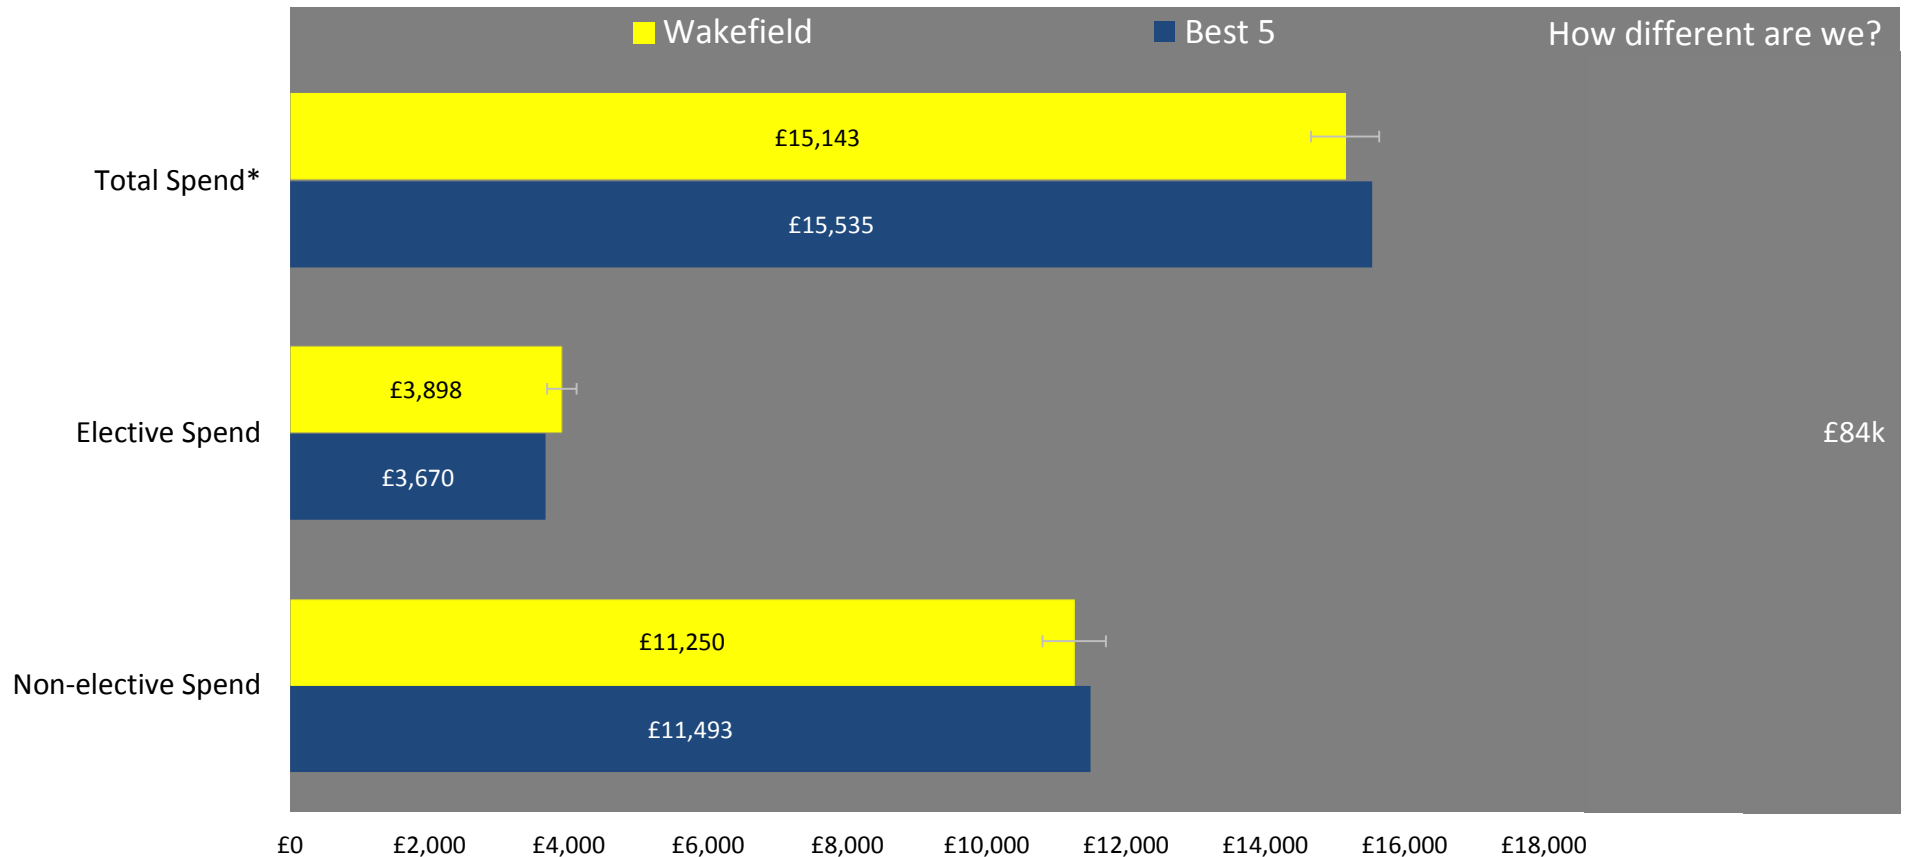 Wakefield
Best 5
How different are we?
Total Spend*
£15,143
£15,535
Elective Spend
£3,898
£3,670
£84k
Non-elective Spend
£11,250
£11,493
£0 £2,000 £4,000 £6,000 £8,000 £10,000 £12,000 £14,000 £16,000 £18,000